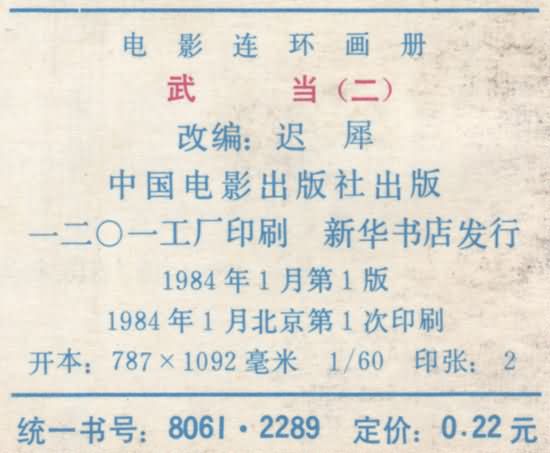 电影连环画册
武当(二)
改编：迟犀
中国电影出版社出版
一二〇一工厂印刷 新华书店发行
1984年1月第1版
1984年1月北京第1次印刷
开本：787×1092毫米 1/60 印张：2
统一书号：8061·2289 定价：0.22元